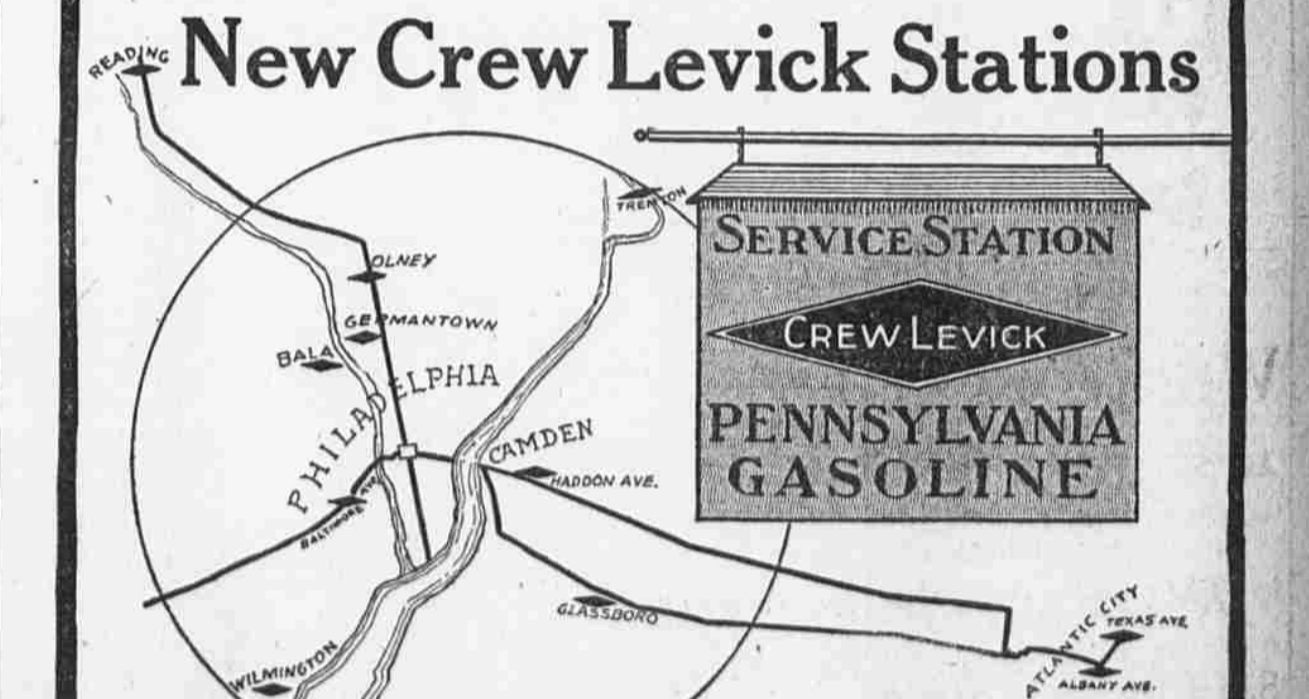 New Crew Levick Stations
READING
TRENTON
SERVICE STATION
CREW LEVICK
PENNSYLVANIA
GASOLINE
OLNEY
GERMANTOWN
BALA
PHILADELPHIA
CAMDEN
HADDON AVE.
BALTIMORE AVE.
GLASSBORO
ATLANTIC CITY
TEXAS AVE.
ALBANY AVE.
WILMINGTON